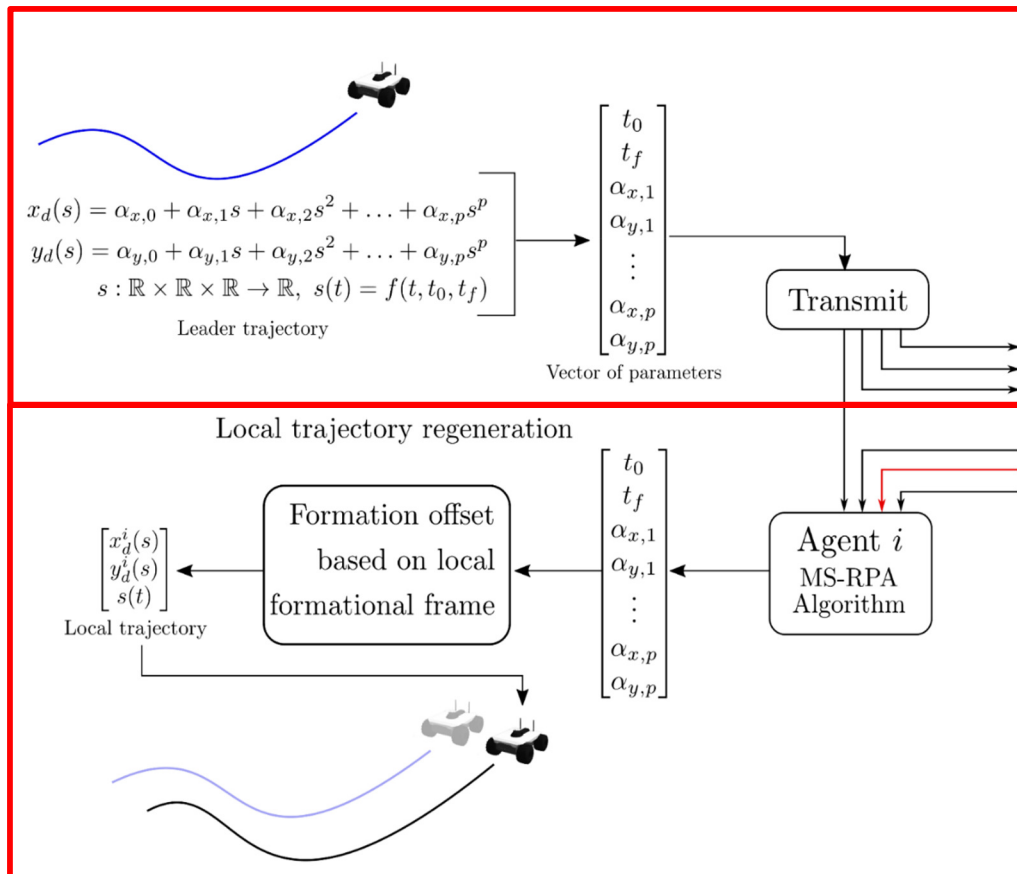 x_d(s) = α_{x,0} + α_{x,1}s + α_{x,2}s² + … + α_{x,p}s^p
y_d(s) = α_{y,0} + α_{y,1}s + α_{y,2}s² + … + α_{y,p}s^p
s : ℝ × ℝ × ℝ → ℝ, s(t) = f(t, t_0, t_f)
Leader trajectory
t_0
t_f
α_{x,1}
α_{y,1}
⋮
α_{x,p}
α_{y,p}
Vector of parameters
Transmit
Local trajectory regeneration
Agent i
MS-RPA
Algorithm
t_0
t_f
α_{x,1}
α_{y,1}
⋮
α_{x,p}
α_{y,p}
Formation offset
based on local
formational frame
x_d^i(s)
y_d^i(s)
s(t)
Local trajectory